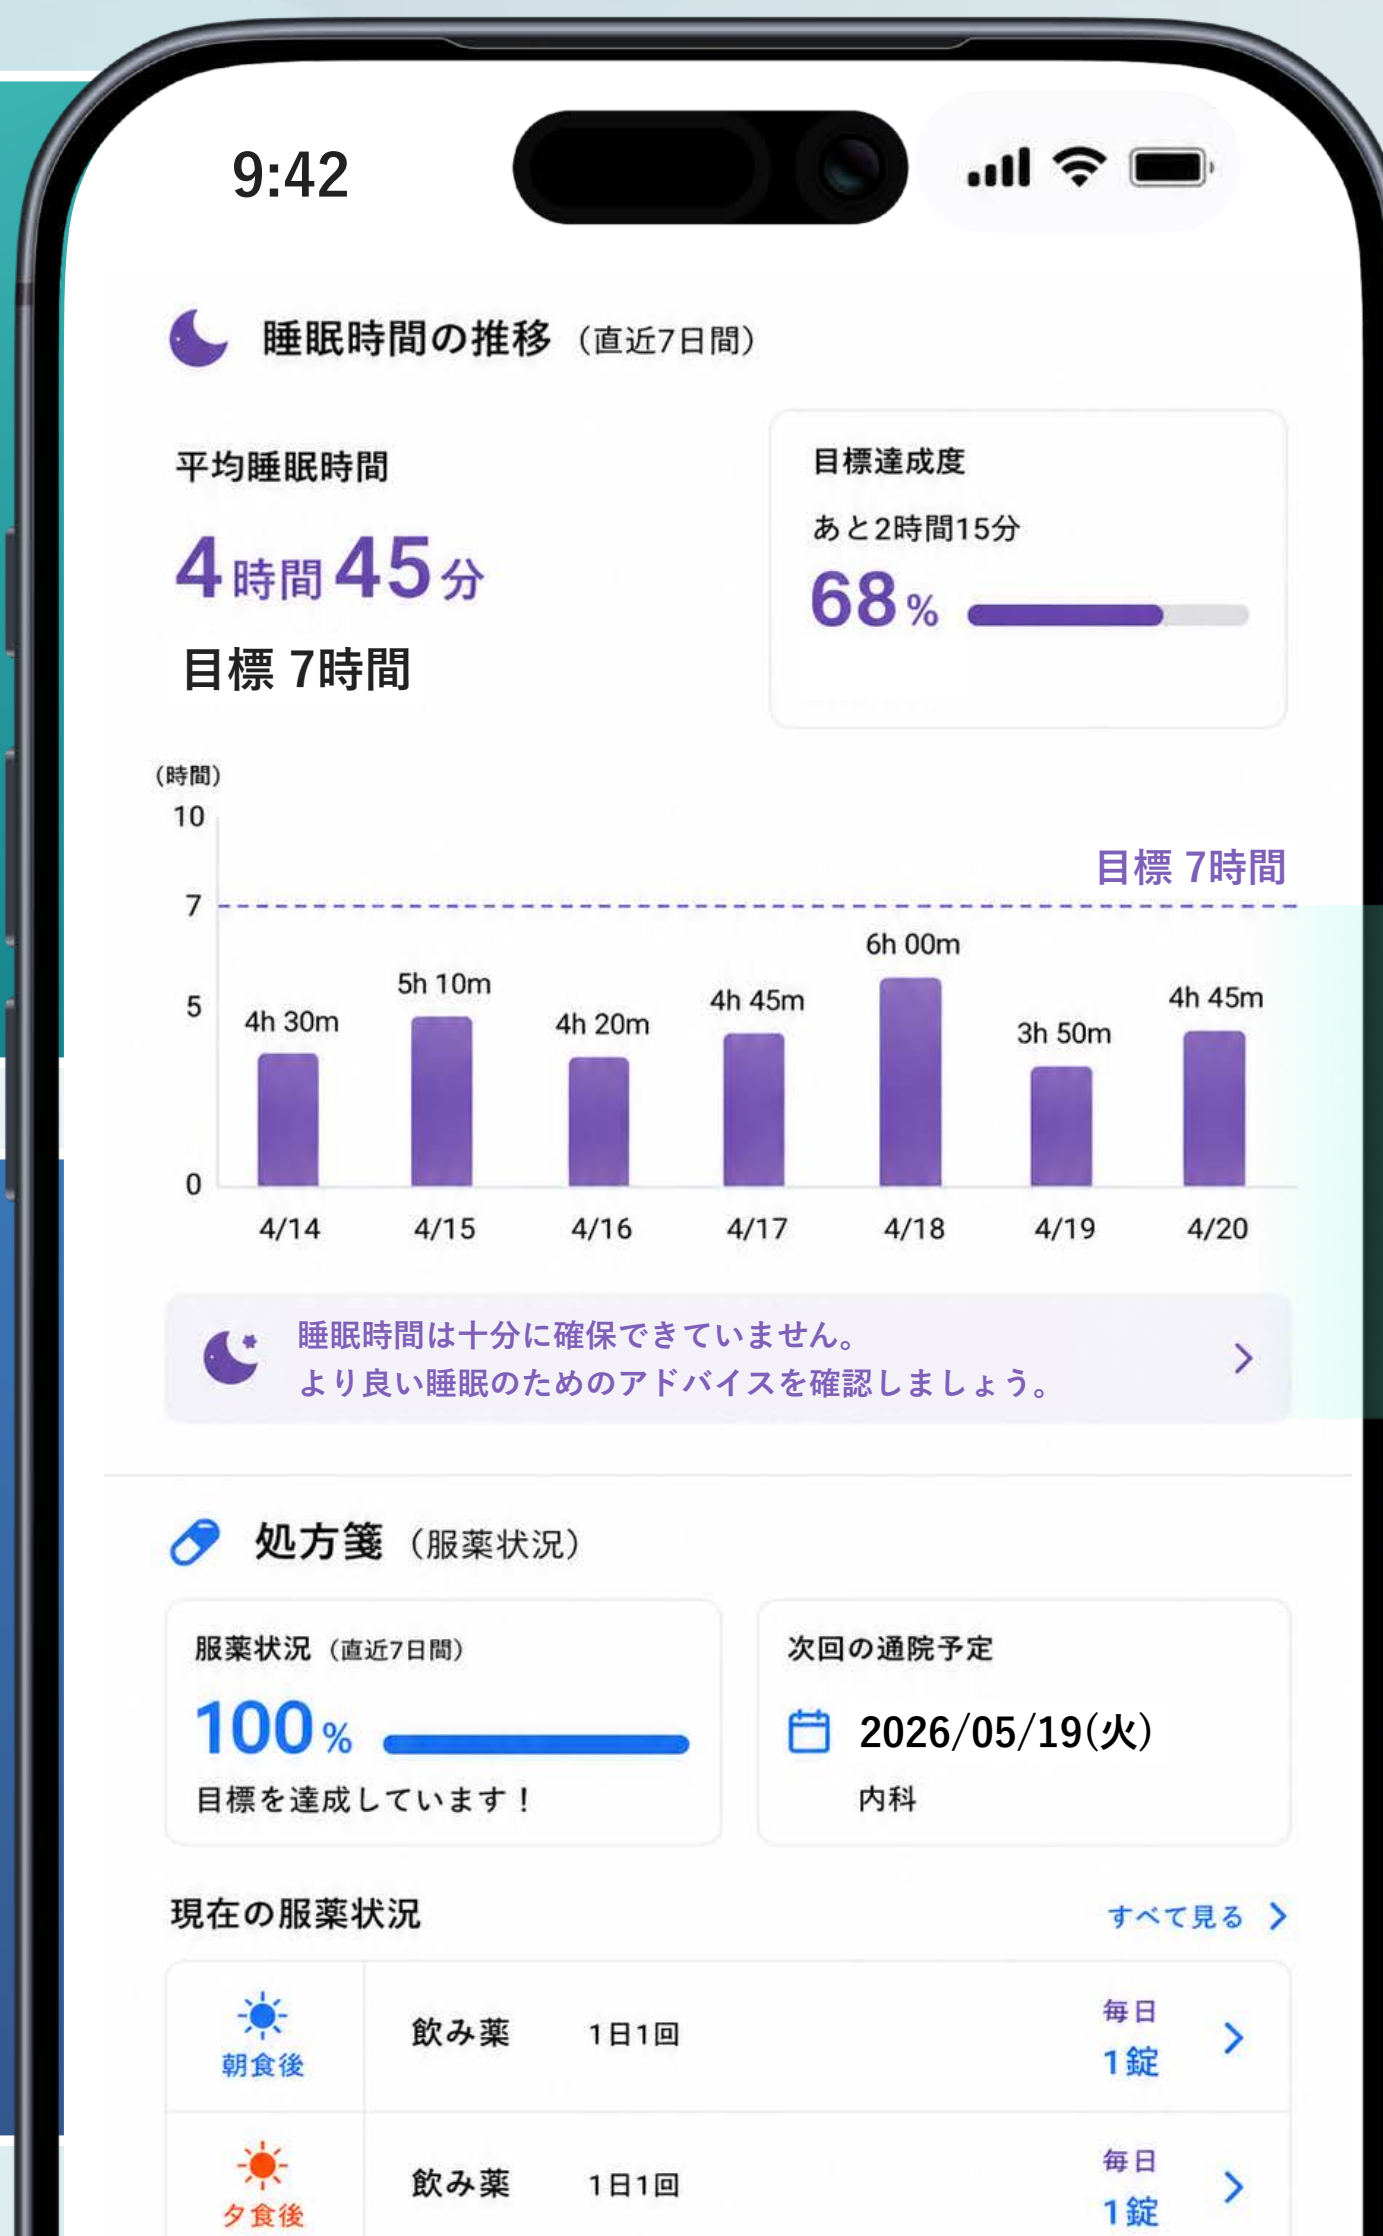 9:42
睡眠時間の推移（直近7日間）
平均睡眠時間
4時間45分
目標 7時間
目標達成度
あと2時間15分
68%
（時間）
10
7
5
0
目標 7時間
4h 30m
5h 10m
4h 20m
4h 45m
6h 00m
3h 50m
4h 45m
4/14
4/15
4/16
4/17
4/18
4/19
4/20
睡眠時間は十分に確保できていません。
より良い睡眠のためのアドバイスを確認しましょう。
処方箋（服薬状況）
服薬状況（直近7日間）
100%
目標を達成しています！
次回の通院予定
2026/05/19(火)
内科
現在の服薬状況
すべて見る
朝食後
飲み薬 1日1回
毎日
1錠
夕食後
飲み薬 1日1回
毎日
1錠